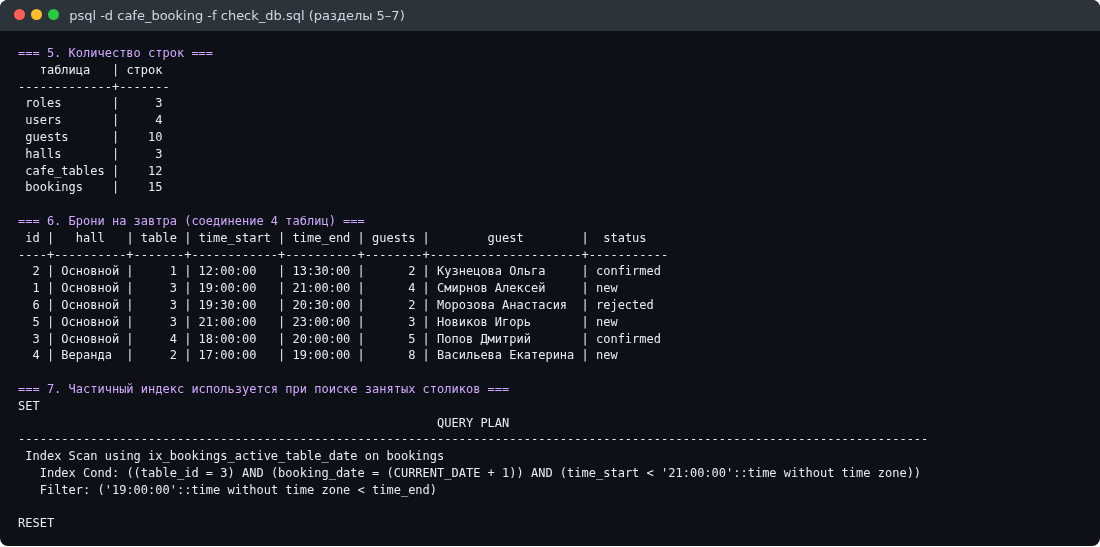 psql -d cafe_booking -f check_db.sql (разделы 5–7)
=== 5. Количество строк ===
   таблица   | строк
-------------+-------
 roles       |     3
 users       |     4
 guests      |    10
 halls       |     3
 cafe_tables |    12
 bookings    |    15
=== 6. Брони на завтра (соединение 4 таблиц) ===
 id |   hall   | table | time_start | time_end | guests |        guest        |  status
----+----------+-------+------------+----------+--------+---------------------+-----------
  2 | Основной |     1 | 12:00:00   | 13:30:00 |      2 | Кузнецова Ольга     | confirmed
  1 | Основной |     3 | 19:00:00   | 21:00:00 |      4 | Смирнов Алексей     | new
  6 | Основной |     3 | 19:30:00   | 20:30:00 |      2 | Морозова Анастасия  | rejected
  5 | Основной |     3 | 21:00:00   | 23:00:00 |      3 | Новиков Игорь       | new
  3 | Основной |     4 | 18:00:00   | 20:00:00 |      5 | Попов Дмитрий       | confirmed
  4 | Веранда  |     2 | 17:00:00   | 19:00:00 |      8 | Васильева Екатерина | new
=== 7. Частичный индекс используется при поиске занятых столиков ===
SET
                                                          QUERY PLAN
------------------------------------------------------------------------------------------------------------------------------
 Index Scan using ix_bookings_active_table_date on bookings
   Index Cond: ((table_id = 3) AND (booking_date = (CURRENT_DATE + 1)) AND (time_start < '21:00:00'::time without time zone))
   Filter: ('19:00:00'::time without time zone < time_end)
RESET